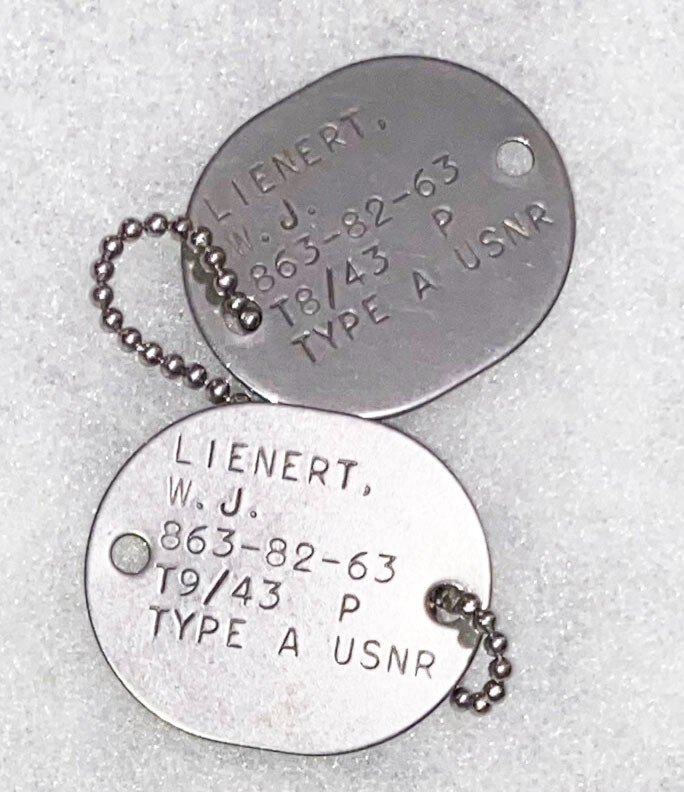 LIENERT,
W. J.
863-82-63
T8/43 P
TYPE A USNR
LIENERT,
W. J.
863-82-63
T9/43 P
TYPE A USNR